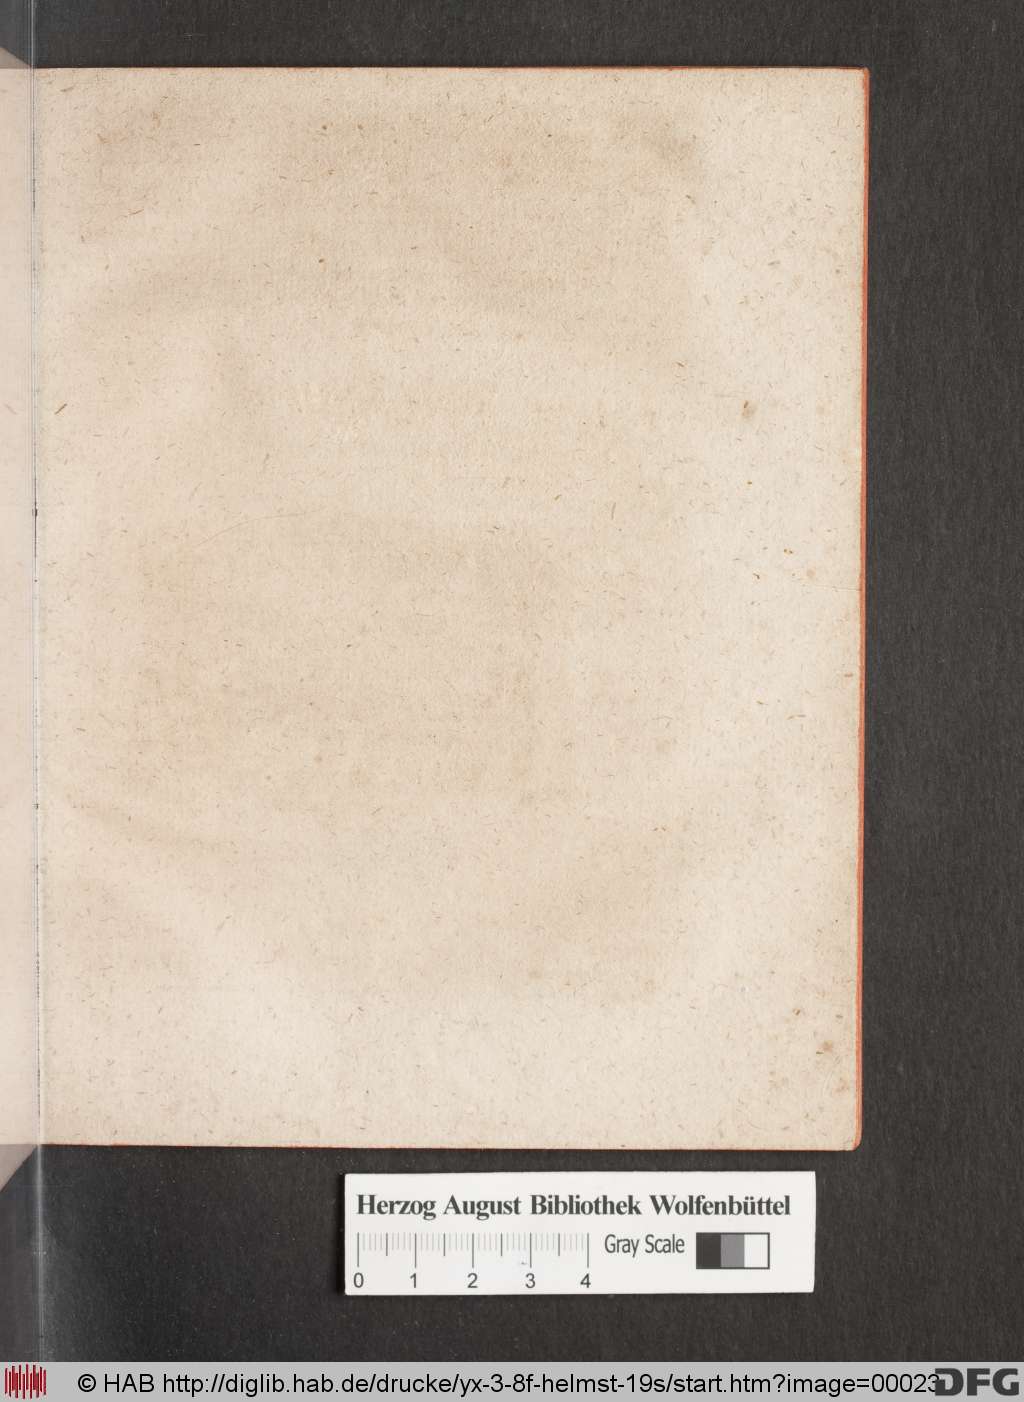 Herzog August Bibliothek Wolfenbüttel
Gray Scale
0 1 2 3 4
© HAB http://diglib.hab.de/drucke/yx-3-8f-helmst-19s/start.htm?image=00023
DFG